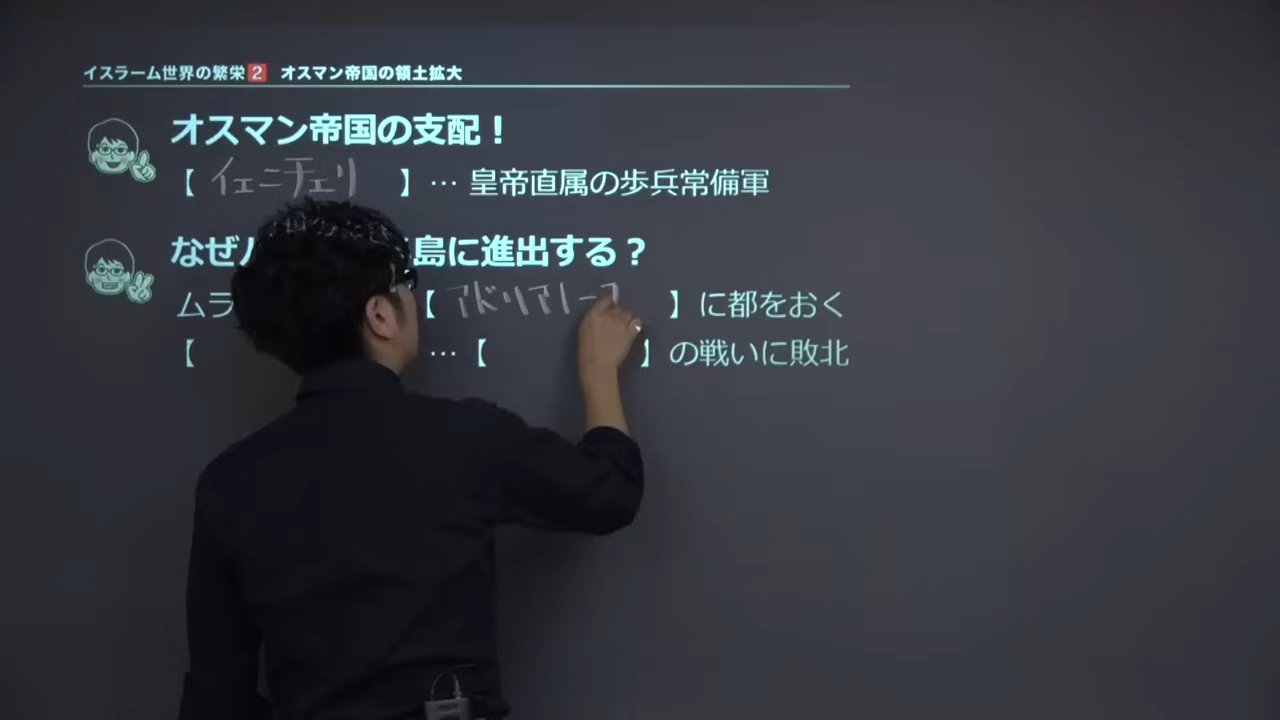 イスラーム世界の繁栄 2 オスマン帝国の領土拡大
オスマン帝国の支配！
【 イェニチェリ 】 … 皇帝直属の歩兵常備軍
なぜバ 半島に進出する？
ムラ 【 アドリアノープ 】 に都をおく
【 … 【 】 の戦いに敗北